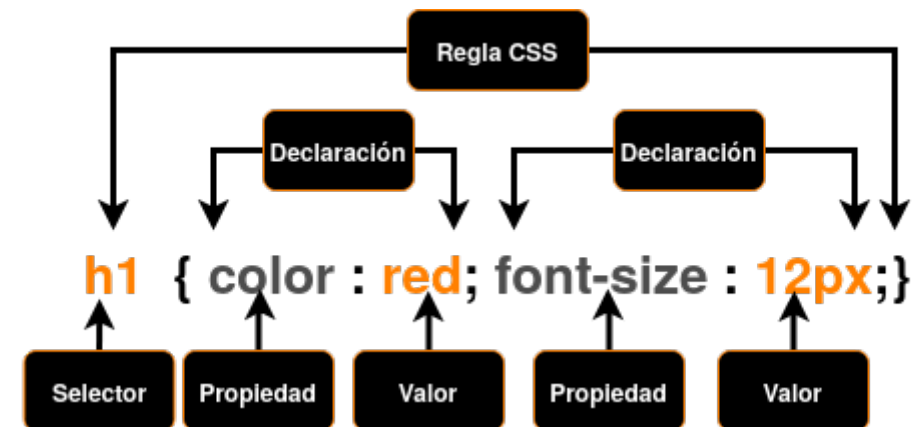 Regla CSS
Declaración Declaración
h1 { color : red; font-size : 12px;}
Selector Propiedad Valor Propiedad Valor